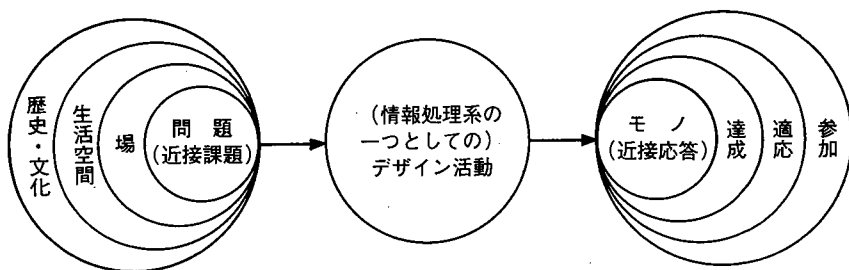 歴史・文化
生活空間
場
問題
(近接課題)
(情報処理系の
一つとしての)
デザイン活動
モノ
(近接応答)
達成
適応
参加